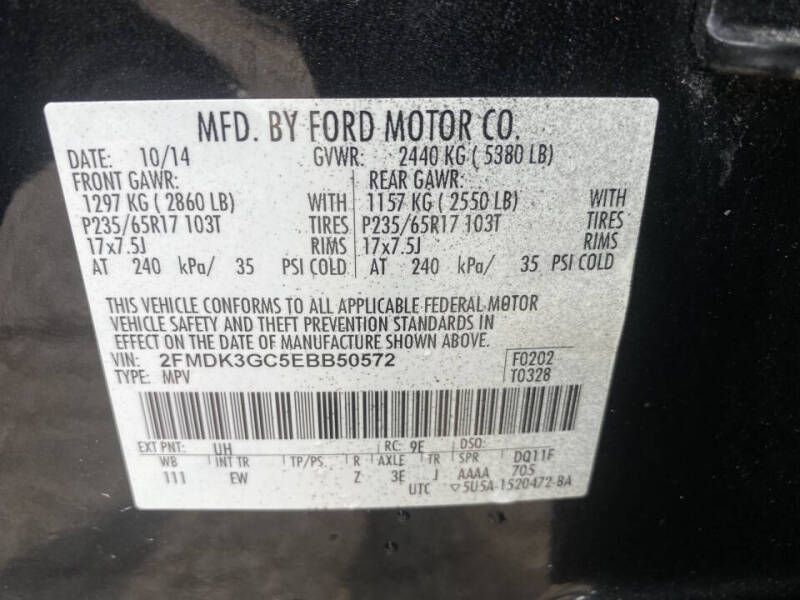 MFD. BY FORD MOTOR CO.
DATE: 10/14 GVWR: 2440 KG ( 5380 LB)
FRONT GAWR: REAR GAWR:
1297 KG ( 2860 LB) WITH 1157 KG ( 2550 LB) WITH
P235/65R17 103T TIRES P235/65R17 103T TIRES
17x7.5J RIMS 17x7.5J RIMS
AT 240 kPa/ 35 PSI COLD AT 240 kPa/ 35 PSI COLD
THIS VEHICLE CONFORMS TO ALL APPLICABLE FEDERAL MOTOR
VEHICLE SAFETY AND THEFT PREVENTION STANDARDS IN
EFFECT ON THE DATE OF MANUFACTURE SHOWN ABOVE.
VIN: 2FMDK3GC5EBB50572 F0202
TYPE: MPV T0328
EXT PNT: UH RC: 9F DSO:
WB INT TR TP/PS R AXLE TR SPR DQ11F
111 EW Z 3E J AAAA 705
UTC ▽5U5A-1520472-BA